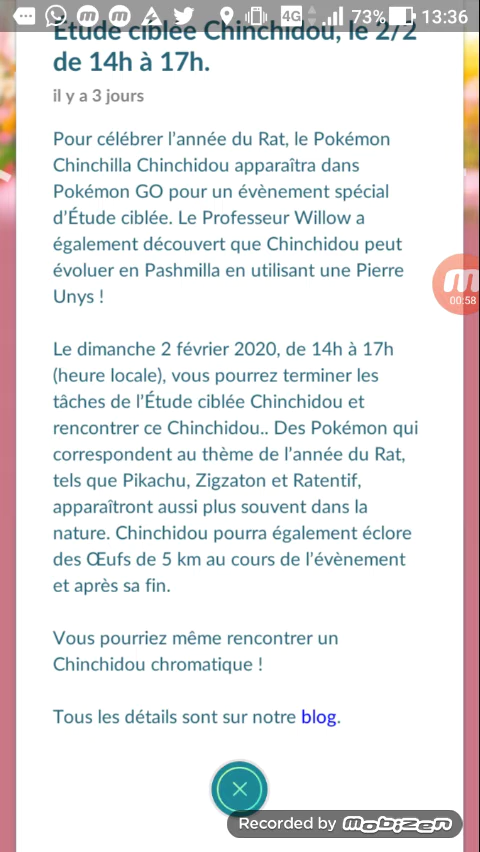 4G 73% 13:36
Étude ciblée Chinchidou, le 2/2
de 14h à 17h.
il y a 3 jours
Pour célébrer l'année du Rat, le Pokémon
Chinchilla Chinchidou apparaîtra dans
Pokémon GO pour un évènement spécial
d'Étude ciblée. Le Professeur Willow a
également découvert que Chinchidou peut
évoluer en Pashmilla en utilisant une Pierre
Unys !
00:58
Le dimanche 2 février 2020, de 14h à 17h
(heure locale), vous pourrez terminer les
tâches de l'Étude ciblée Chinchidou et
rencontrer ce Chinchidou.. Des Pokémon qui
correspondent au thème de l'année du Rat,
tels que Pikachu, Zigzaton et Ratentif,
apparaîtront aussi plus souvent dans la
nature. Chinchidou pourra également éclore
des Œufs de 5 km au cours de l'évènement
et après sa fin.
Vous pourriez même rencontrer un
Chinchidou chromatique !
Tous les détails sont sur notre blog.
Recorded by MOBIZEN